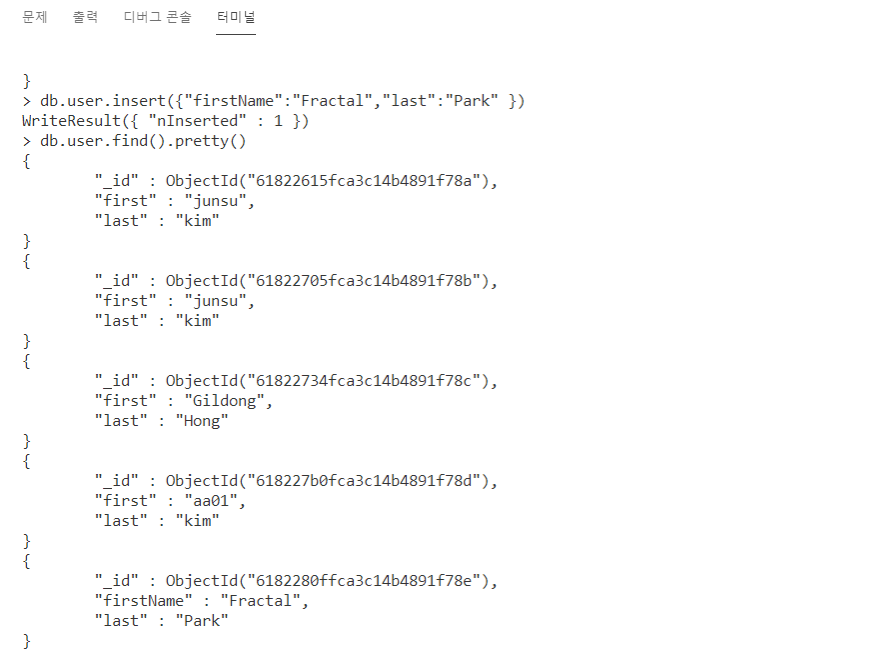 문제 출력 디버그 콘솔 터미널
}
> db.user.insert({"firstName":"Fractal","last":"Park" })
WriteResult({ "nInserted" : 1 })
> db.user.find().pretty()
{
        "_id" : ObjectId("61822615fca3c14b4891f78a"),
        "first" : "junsu",
        "last" : "kim"
}
{
        "_id" : ObjectId("61822705fca3c14b4891f78b"),
        "first" : "junsu",
        "last" : "kim"
}
{
        "_id" : ObjectId("61822734fca3c14b4891f78c"),
        "first" : "Gildong",
        "last" : "Hong"
}
{
        "_id" : ObjectId("618227b0fca3c14b4891f78d"),
        "first" : "aa01",
        "last" : "kim"
}
{
        "_id" : ObjectId("6182280ffca3c14b4891f78e"),
        "firstName" : "Fractal",
        "last" : "Park"
}